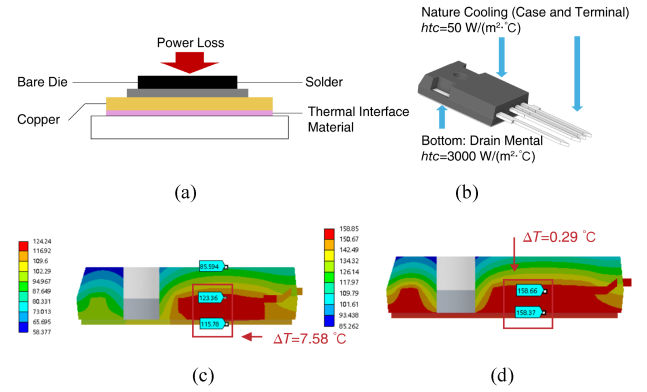 Power Loss
Bare Die
Solder
Copper
Thermal Interface
Material
(a)
Nature Cooling (Case and Terminal)
htc=50 W/(m²·°C)
Bottom: Drain Mental
htc=3000 W/(m²·°C)
(b)
124.24
116.92
109.6
102.29
94.967
87.649
80.331
73.013
65.695
58.377
85.594
123.36
115.78
ΔT=7.58 °C
(c)
158.85
150.67
142.49
134.32
126.14
117.97
109.79
101.61
93.438
85.262
ΔT=0.29 °C
158.66
158.37
(d)